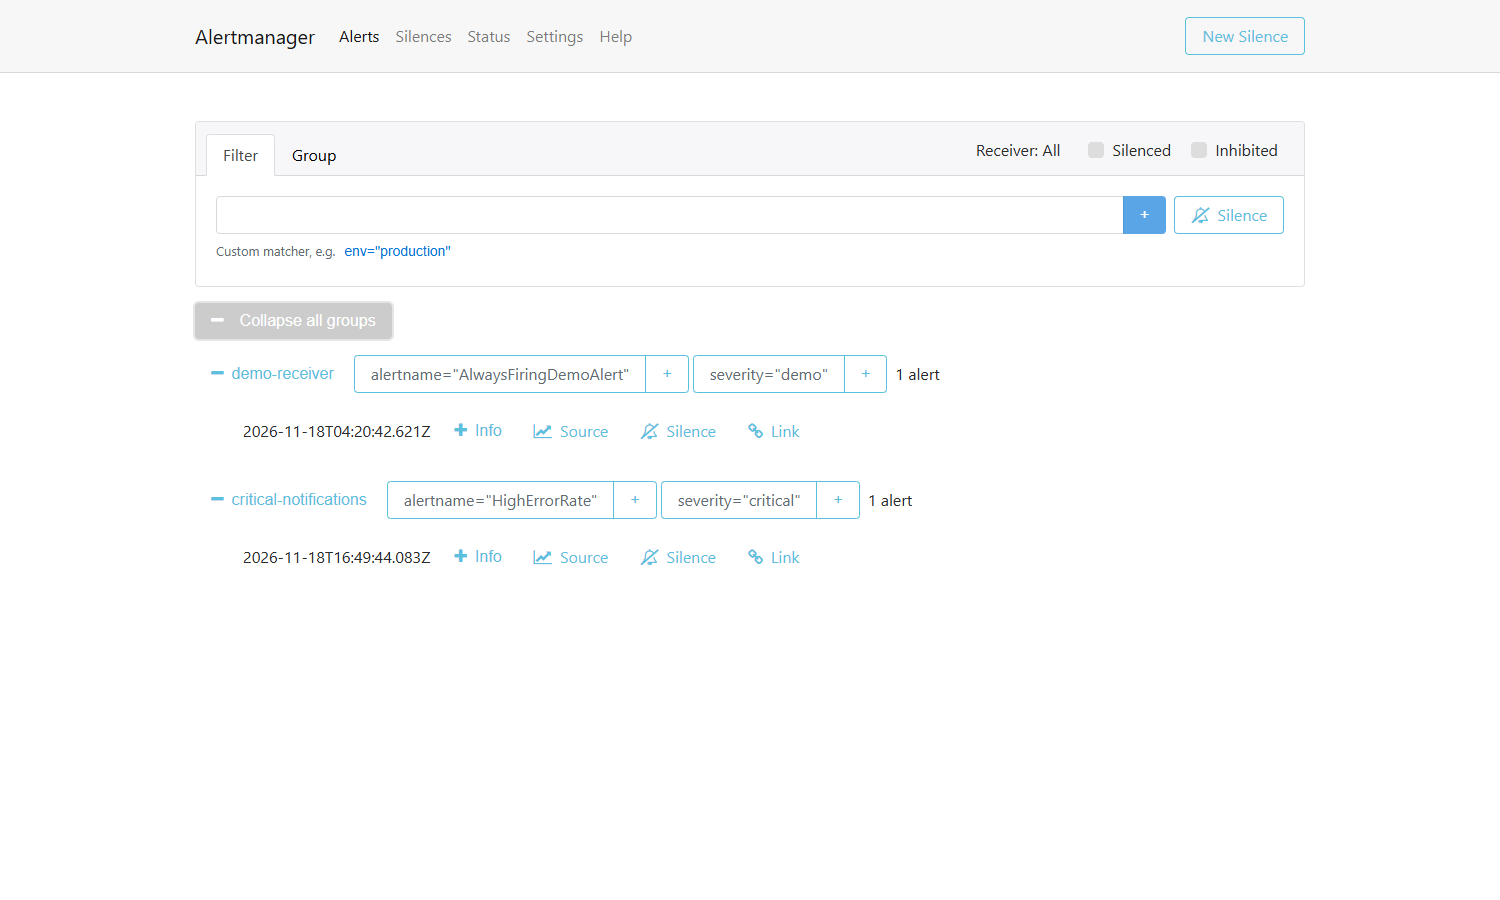 Alertmanager Alerts Silences Status Settings Help New Silence
Filter Group Receiver: All Silenced Inhibited
+ Silence
Custom matcher, e.g. env="production"
Collapse all groups
demo-receiver alertname="AlwaysFiringDemoAlert" + severity="demo" + 1 alert
2026-11-18T04:20:42.621Z Info Source Silence Link
critical-notifications alertname="HighErrorRate" + severity="critical" + 1 alert
2026-11-18T16:49:44.083Z Info Source Silence Link